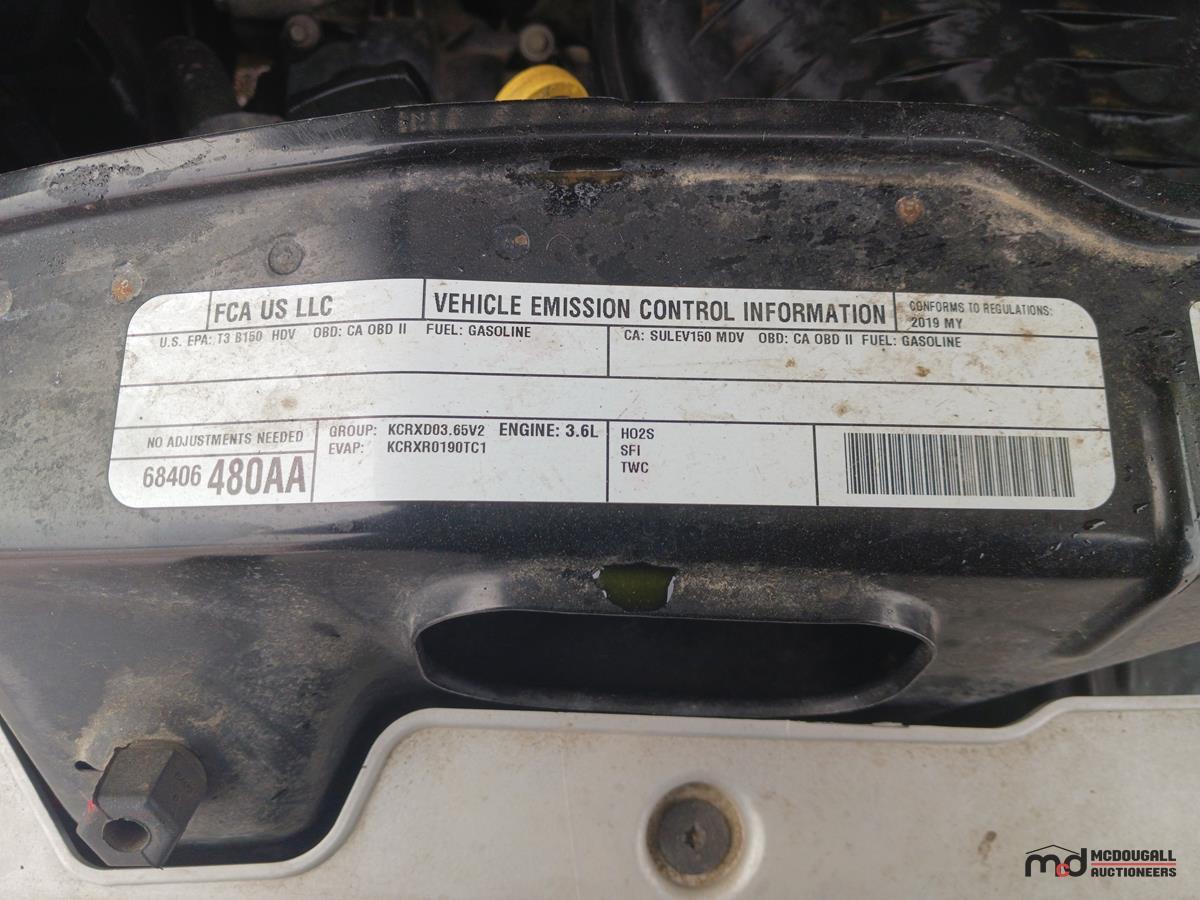 FCA US LLC
VEHICLE EMISSION CONTROL INFORMATION
CONFORMS TO REGULATIONS:
2019 MY
U.S. EPA: T3 B150 HDV OBD: CA OBD II FUEL: GASOLINE
CA: SULEV150 MDV OBD: CA OBD II FUEL: GASOLINE
NO ADJUSTMENTS NEEDED
68406 480AA
GROUP: KCRXD03.65V2 ENGINE: 3.6L
EVAP: KCRXR0190TC1
HO2S
SFI
TWC
mcd MCDOUGALL
AUCTIONEERS